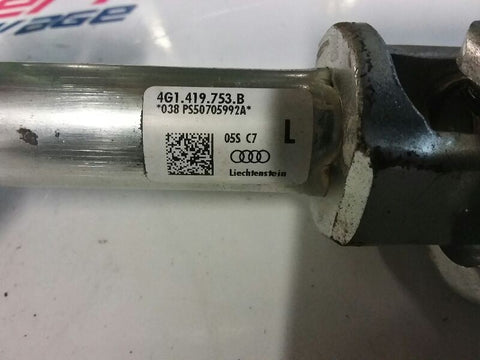 4G1.419.753.B
*038 PS50705992A*
05S C7
L
Liechtenstein